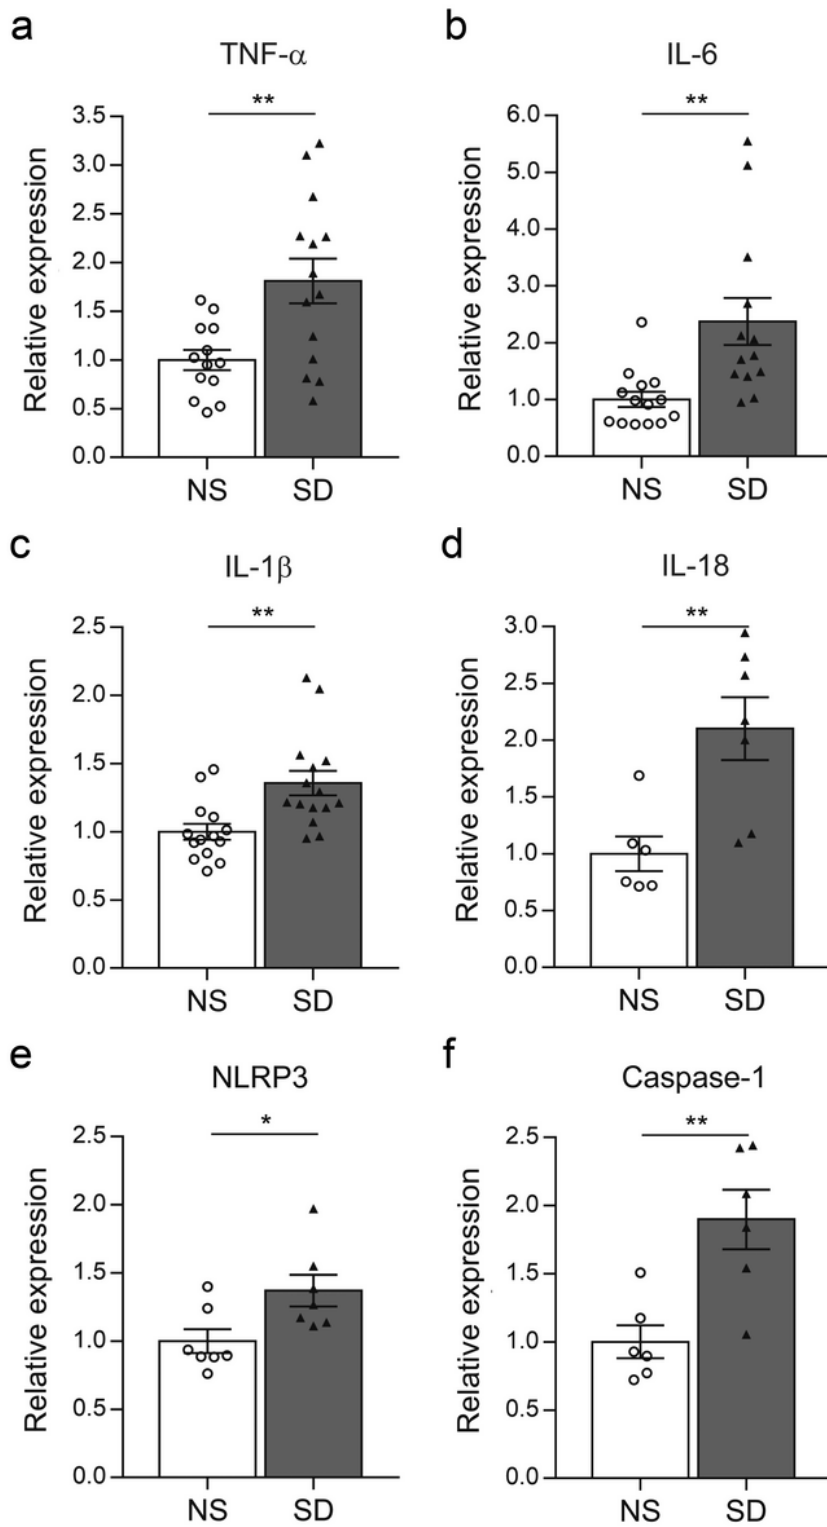 a
TNF-α
**
Relative expression
3.5
3.0
2.5
2.0
1.5
1.0
0.5
0.0
NS
SD
b
IL-6
**
Relative expression
6.0
5.0
4.0
3.0
2.0
1.0
0.0
NS
SD
c
IL-1β
**
Relative expression
2.5
2.0
1.5
1.0
0.5
0.0
NS
SD
d
IL-18
**
Relative expression
3.0
2.5
2.0
1.5
1.0
0.5
0.0
NS
SD
e
NLRP3
*
Relative expression
2.5
2.0
1.5
1.0
0.5
0.0
NS
SD
f
Caspase-1
**
Relative expression
2.5
2.0
1.5
1.0
0.5
0.0
NS
SD